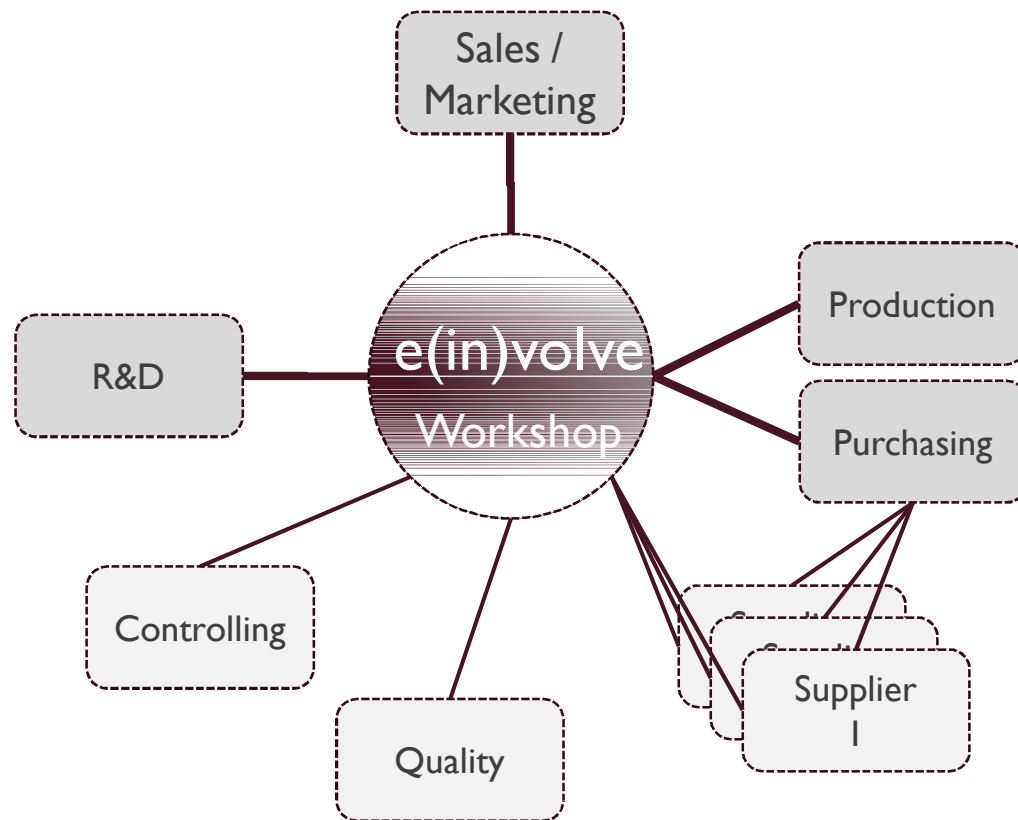 Sales /
Marketing
Production
e(in)volve
R&D
Workshop
Purchasing
Controlling
Supplier
1
Quality